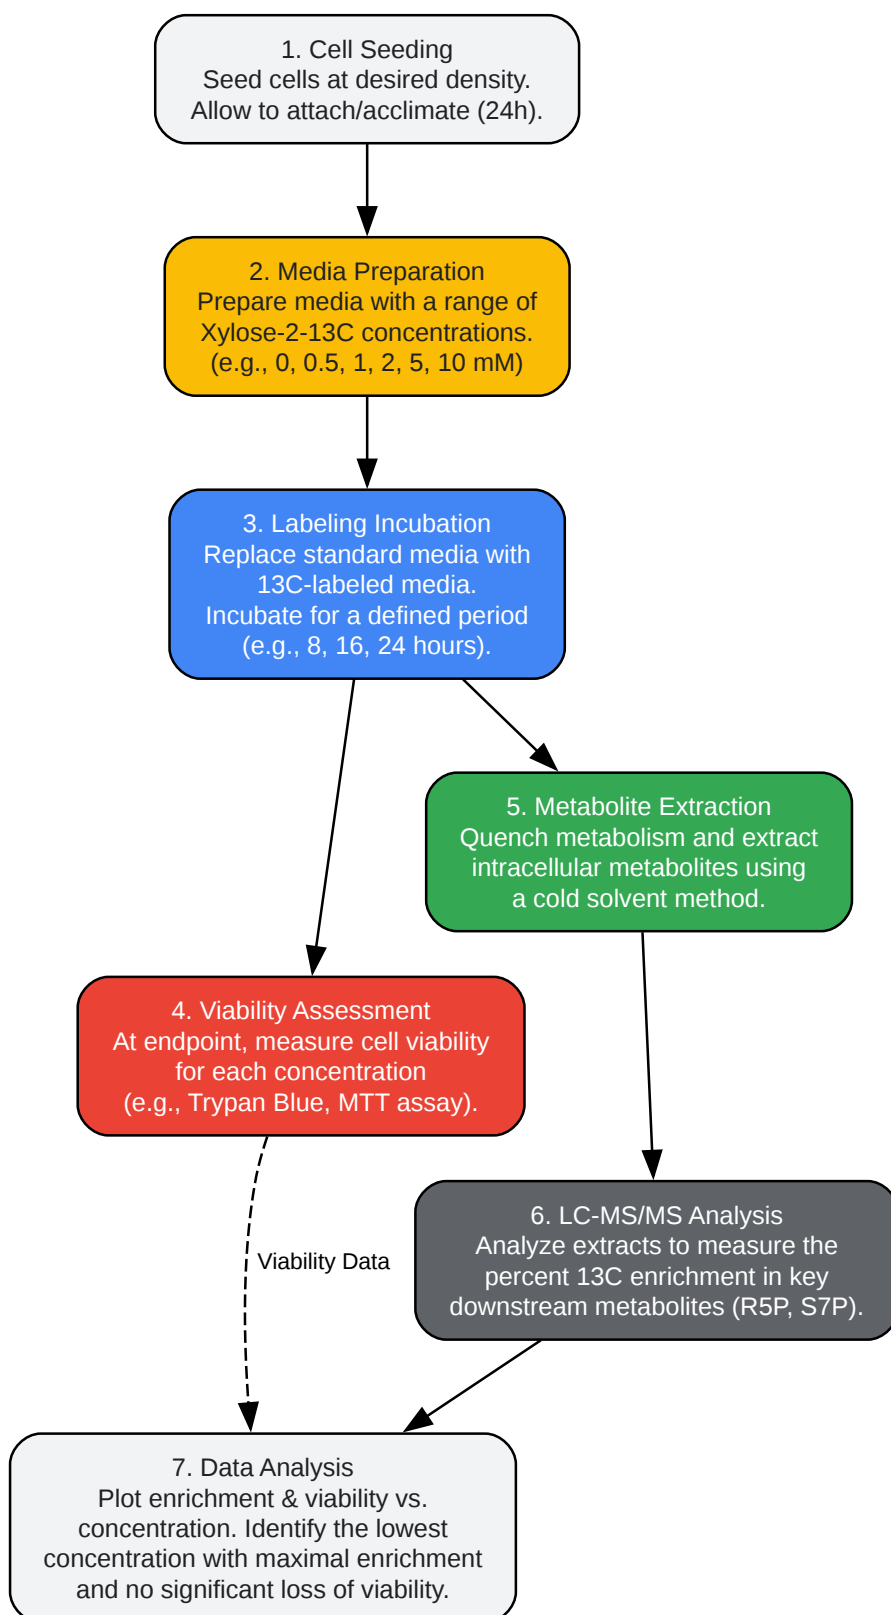 1. Cell Seeding
Seed cells at desired density.
Allow to attach/acclimate (24h).
2. Media Preparation
Prepare media with a range of
Xylose-2-13C concentrations.
(e.g., 0, 0.5, 1, 2, 5, 10 mM)
3. Labeling Incubation
Replace standard media with
13C-labeled media.
Incubate for a defined period
(e.g., 8, 16, 24 hours).
5. Metabolite Extraction
Quench metabolism and extract
intracellular metabolites using
a cold solvent method.
4. Viability Assessment
At endpoint, measure cell viability
for each concentration
(e.g., Trypan Blue, MTT assay).
6. LC-MS/MS Analysis
Analyze extracts to measure the
percent 13C enrichment in key
downstream metabolites (R5P, S7P).
Viability Data
7. Data Analysis
Plot enrichment & viability vs.
concentration. Identify the lowest
concentration with maximal enrichment
and no significant loss of viability.